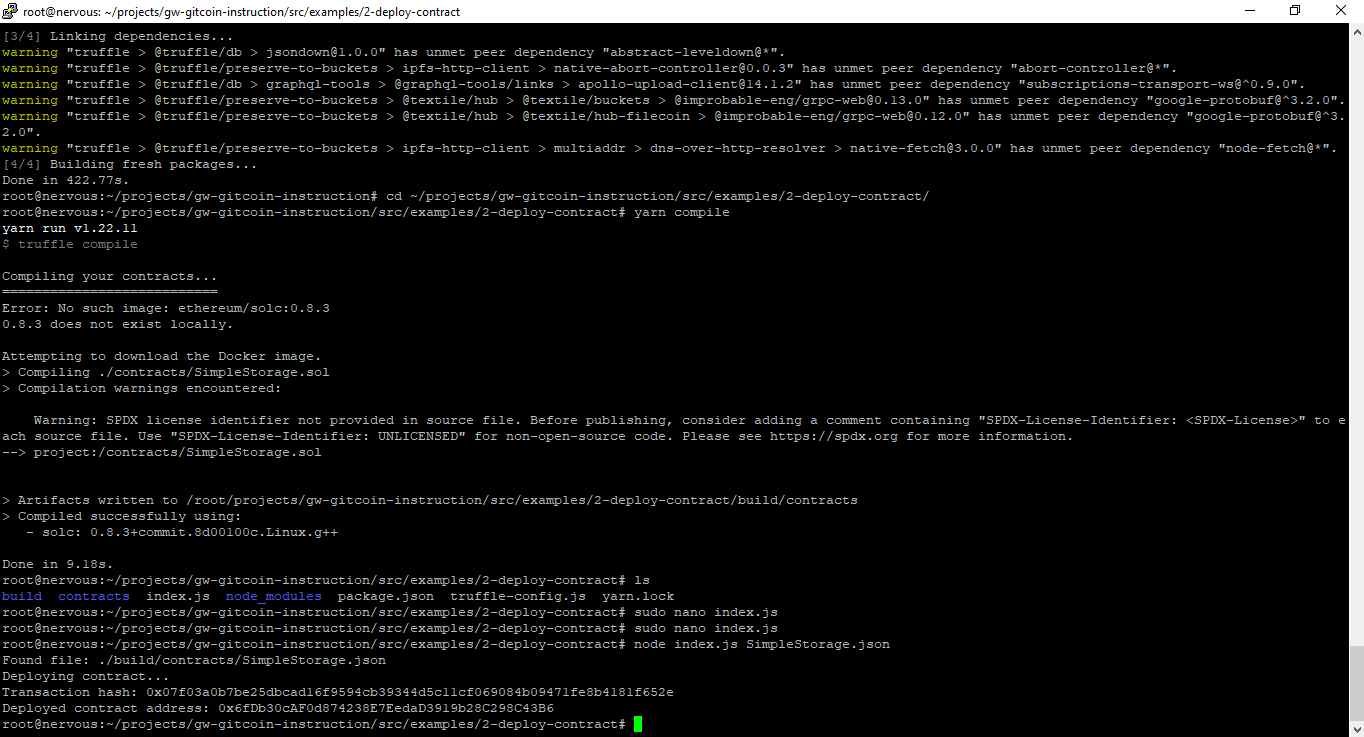 root@nervous: ~/projects/gw-gitcoin-instruction/src/examples/2-deploy-contract
[3/4] Linking dependencies...
warning "truffle > @truffle/db > jsondown@1.0.0" has unmet peer dependency "abstract-leveldown@*".
warning "truffle > @truffle/preserve-to-buckets > ipfs-http-client > native-abort-controller@0.0.3" has unmet peer dependency "abort-controller@*".
warning "truffle > @truffle/db > graphql-tools > @graphql-tools/links > apollo-upload-client@14.1.2" has unmet peer dependency "subscriptions-transport-ws@^0.9.0".
warning "truffle > @truffle/preserve-to-buckets > @textile/hub > @textile/buckets > @improbable-eng/grpc-web@0.13.0" has unmet peer dependency "google-protobuf@^3.2.0".
warning "truffle > @truffle/preserve-to-buckets > @textile/hub > @textile/hub-filecoin > @improbable-eng/grpc-web@0.12.0" has unmet peer dependency "google-protobuf@^3.
2.0".
warning "truffle > @truffle/preserve-to-buckets > ipfs-http-client > multiaddr > dns-over-http-resolver > native-fetch@3.0.0" has unmet peer dependency "node-fetch@*".
[4/4] Building fresh packages...
Done in 422.77s.
root@nervous:~/projects/gw-gitcoin-instruction# cd ~/projects/gw-gitcoin-instruction/src/examples/2-deploy-contract/
root@nervous:~/projects/gw-gitcoin-instruction/src/examples/2-deploy-contract# yarn compile
yarn run v1.22.11
$ truffle compile
Compiling your contracts...
===========================
Error: No such image: ethereum/solc:0.8.3
0.8.3 does not exist locally.
Attempting to download the Docker image.
> Compiling ./contracts/SimpleStorage.sol
> Compilation warnings encountered:
Warning: SPDX license identifier not provided in source file. Before publishing, consider adding a comment containing "SPDX-License-Identifier: <SPDX-License>" to e
ach source file. Use "SPDX-License-Identifier: UNLICENSED" for non-open-source code. Please see https://spdx.org for more information.
--> project:/contracts/SimpleStorage.sol
> Artifacts written to /root/projects/gw-gitcoin-instruction/src/examples/2-deploy-contract/build/contracts
> Compiled successfully using:
- solc: 0.8.3+commit.8d00100c.Linux.g++
Done in 9.18s.
root@nervous:~/projects/gw-gitcoin-instruction/src/examples/2-deploy-contract# ls
build contracts index.js node_modules package.json truffle-config.js yarn.lock
root@nervous:~/projects/gw-gitcoin-instruction/src/examples/2-deploy-contract# sudo nano index.js
root@nervous:~/projects/gw-gitcoin-instruction/src/examples/2-deploy-contract# sudo nano index.js
root@nervous:~/projects/gw-gitcoin-instruction/src/examples/2-deploy-contract# node index.js SimpleStorage.json
Found file: ./build/contracts/SimpleStorage.json
Deploying contract...
Transaction hash: 0x07f03a0b7be25dbcad16f9594cb39344d5c11cf069084b09471fe8b4181f652e
Deployed contract address: 0x6fDb30cAF0d874238E7EedaD3919b28C298C43B6
root@nervous:~/projects/gw-gitcoin-instruction/src/examples/2-deploy-contract#